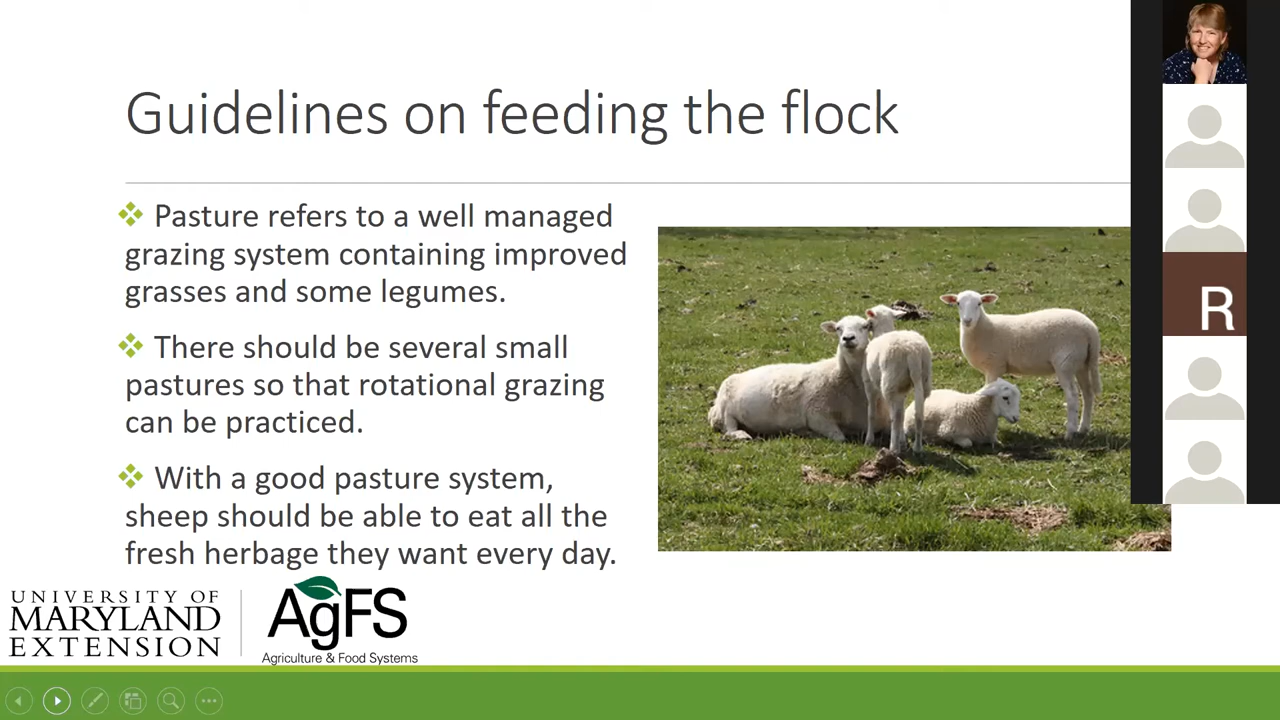 Guidelines on feeding the flock
Pasture refers to a well managed
grazing system containing improved
grasses and some legumes.
There should be several small
pastures so that rotational grazing
can be practiced.
With a good pasture system,
sheep should be able to eat all the
fresh herbage they want every day.
UNIVERSITY OF
MARYLAND
EXTENSION
AgFS
Agriculture & Food Systems
R